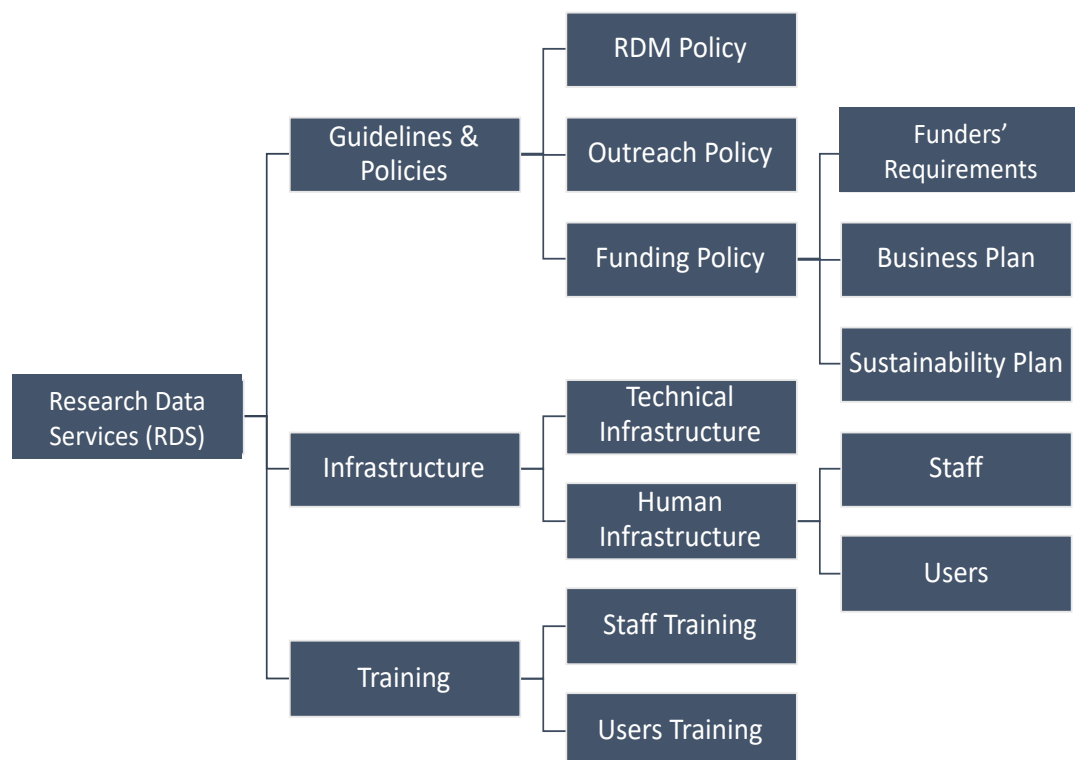 Research Data
Services (RDS)
Guidelines &
Policies
RDM Policy
Outreach Policy
Funding Policy
Funders’
Requirements
Business Plan
Sustainability Plan
Infrastructure
Technical
Infrastructure
Human
Infrastructure
Staff
Users
Training
Staff Training
Users Training